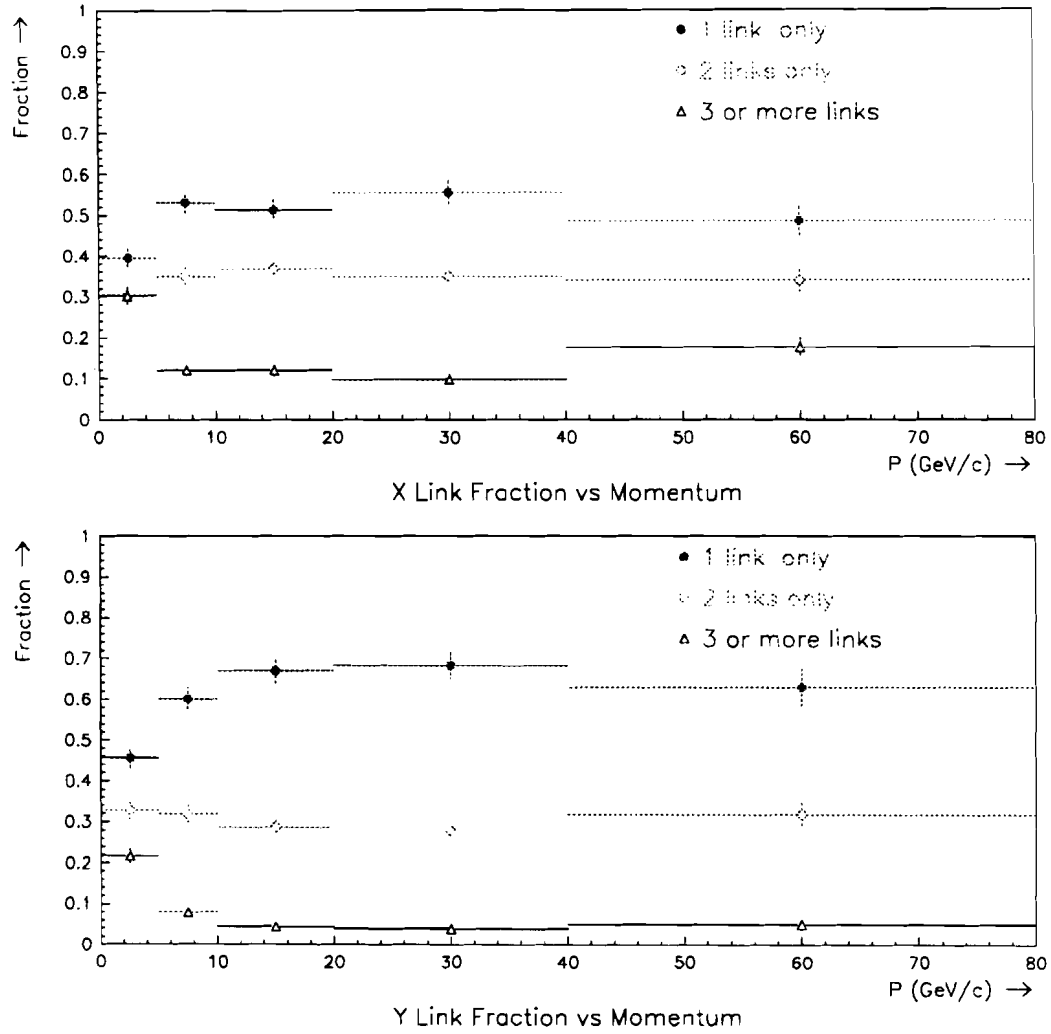 Fraction →
1
0.9
0.8
0.7
0.6
0.5
0.4
0.3
0.2
0.1
0
1 link only
2 links only
3 or more links
0 10 20 30 40 50 60 70 80
P (GeV/c) →
X Link Fraction vs Momentum
Fraction →
1
0.9
0.8
0.7
0.6
0.5
0.4
0.3
0.2
0.1
0
1 link only
2 links only
3 or more links
0 10 20 30 40 50 60 70 80
P (GeV/c) →
Y Link Fraction vs Momentum